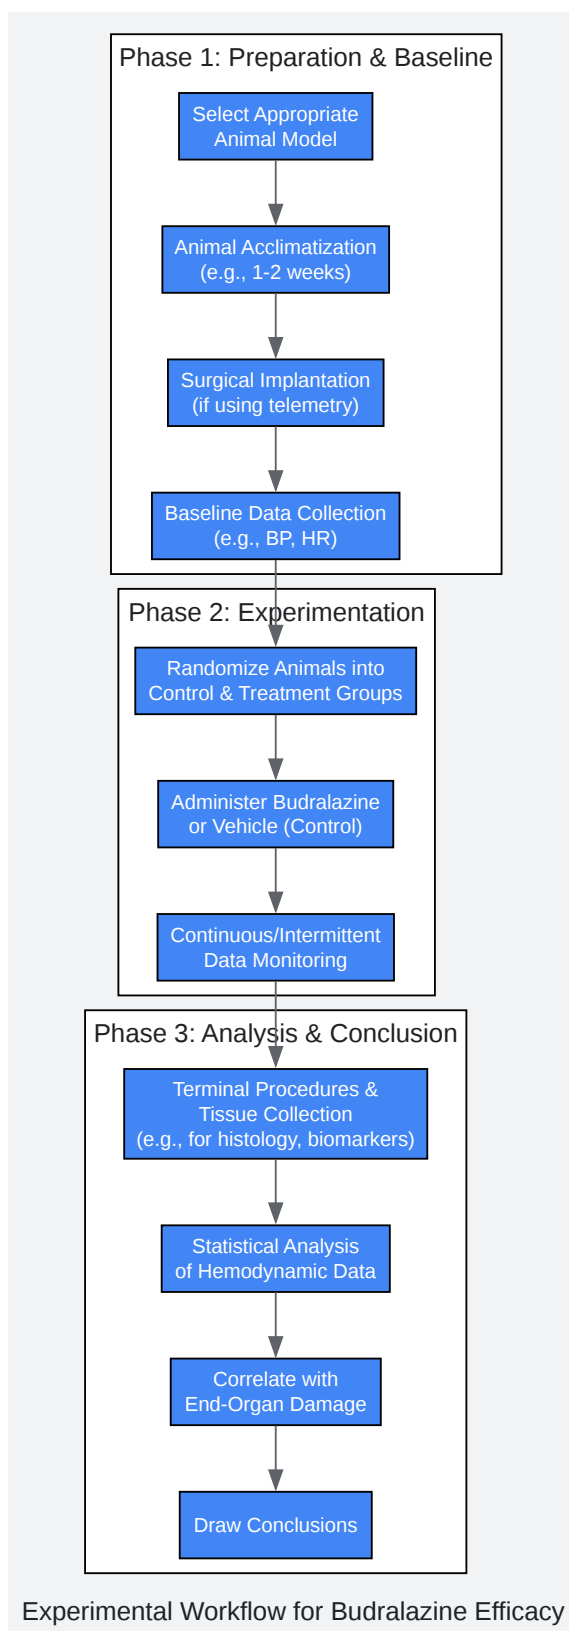 Phase 1: Preparation & Baseline
Select Appropriate
Animal Model
Animal Acclimatization
(e.g., 1-2 weeks)
Surgical Implantation
(if using telemetry)
Baseline Data Collection
(e.g., BP, HR)
Phase 2: Experimentation
Randomize Animals into
Control & Treatment Groups
Administer Budralazine
or Vehicle (Control)
Continuous/Intermittent
Data Monitoring
Phase 3: Analysis & Conclusion
Terminal Procedures &
Tissue Collection
(e.g., for histology, biomarkers)
Statistical Analysis
of Hemodynamic Data
Correlate with
End-Organ Damage
Draw Conclusions
Experimental Workflow for Budralazine Efficacy